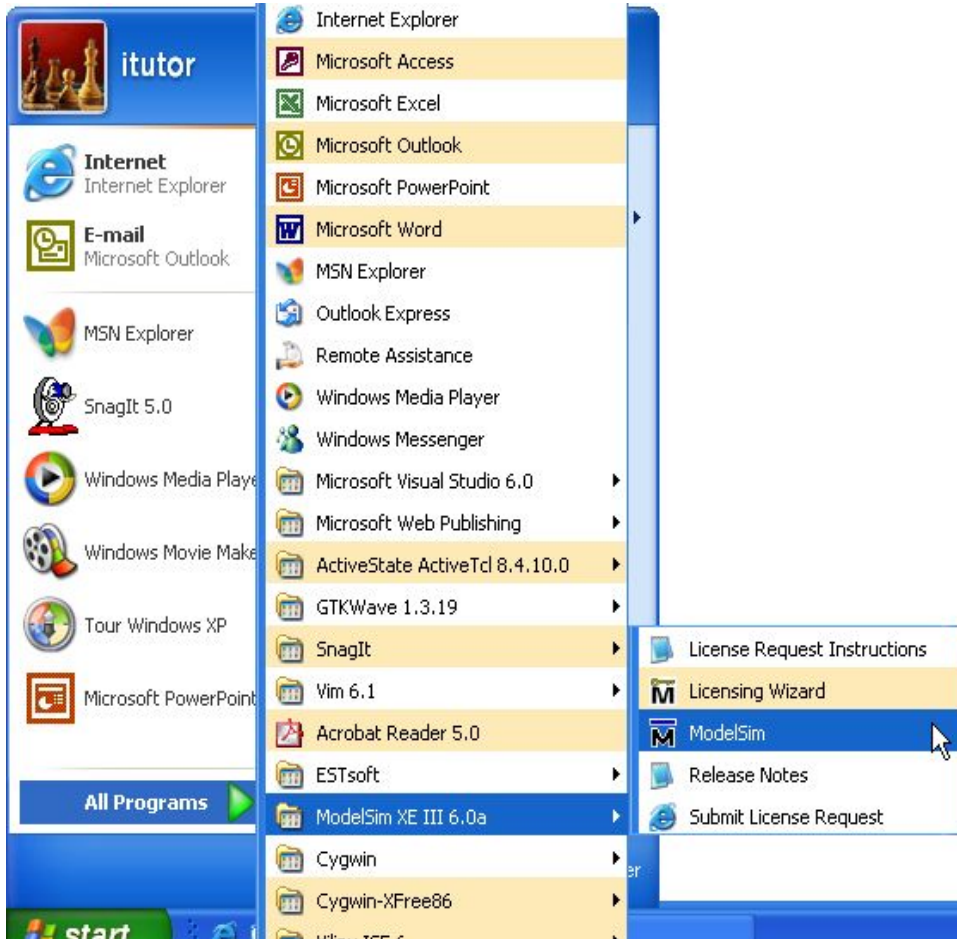 itutor
Internet
Internet Explorer
E-mail
Microsoft Outlook
MSN Explorer
SnagIt 5.0
Windows Media Playe
Windows Movie Make
Tour Windows XP
Microsoft PowerPoint
All Programs
start
Internet Explorer
Microsoft Access
Microsoft Excel
Microsoft Outlook
Microsoft PowerPoint
Microsoft Word
MSN Explorer
Outlook Express
Remote Assistance
Windows Media Player
Windows Messenger
Microsoft Visual Studio 6.0
Microsoft Web Publishing
ActiveState ActiveTcl 8.4.10.0
GTKWave 1.3.19
SnagIt
Vim 6.1
Acrobat Reader 5.0
ESTsoft
ModelSim XE III 6.0a
Cygwin
Cygwin-XFree86
License Request Instructions
Licensing Wizard
ModelSim
Release Notes
Submit License Request